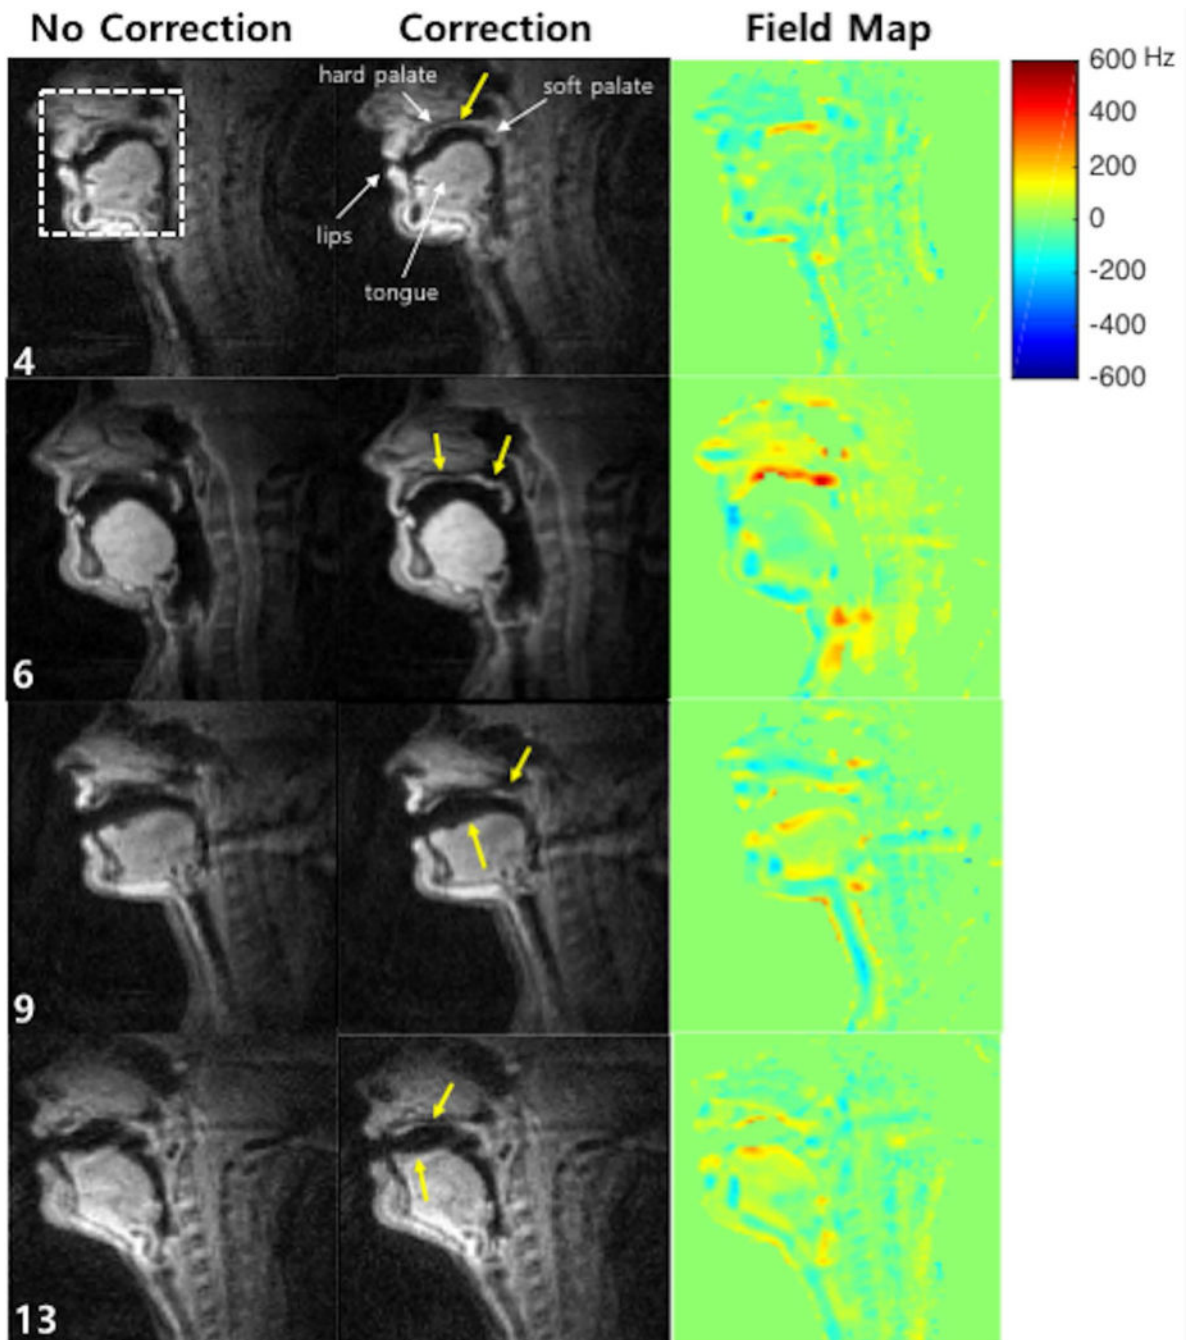 No Correction
Correction
Field Map
hard palate
soft palate
lips
tongue
600 Hz
400
200
0
-200
-400
-600
4
6
9
13